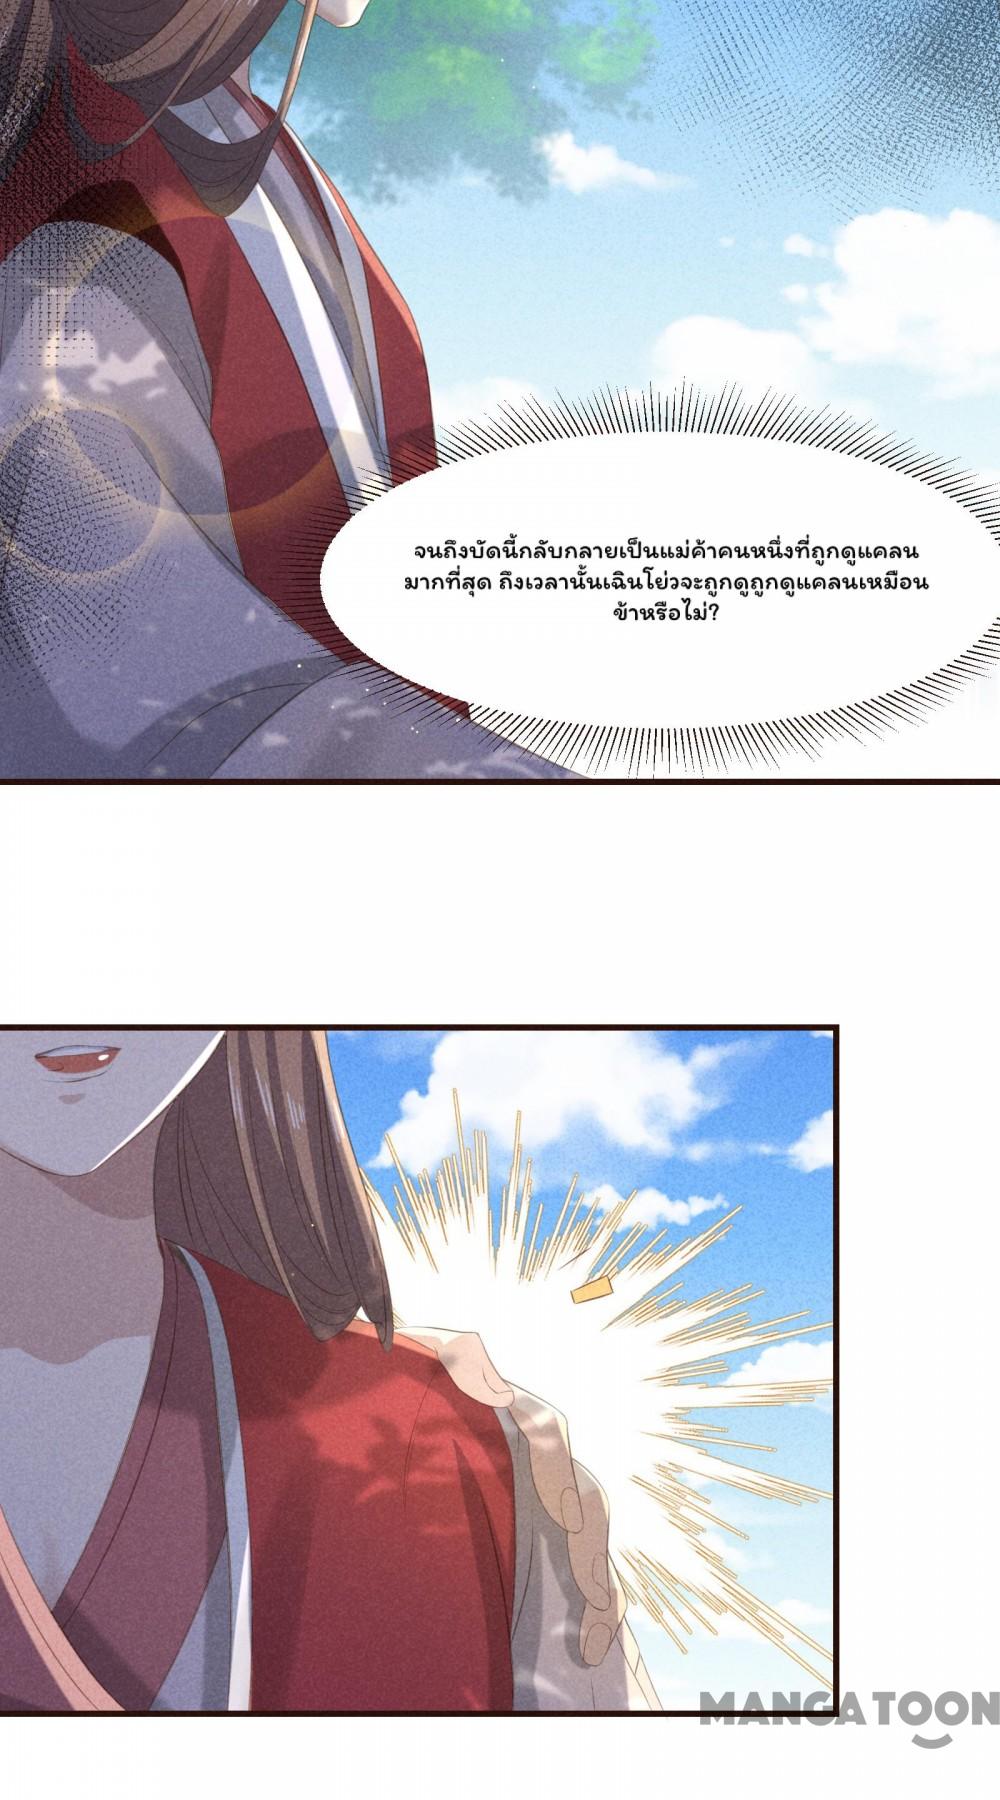 จนถึงบัดนี้กลับกลายเป็นแม่ค้าคนหนึ่งที่ถูกดูแคลน
มากที่สุด ถึงเวลานั้นเฉินโย่วจะถูกดูถูกดูแคลนเหมือน
ข้าหรือไม่?
MANGATOON